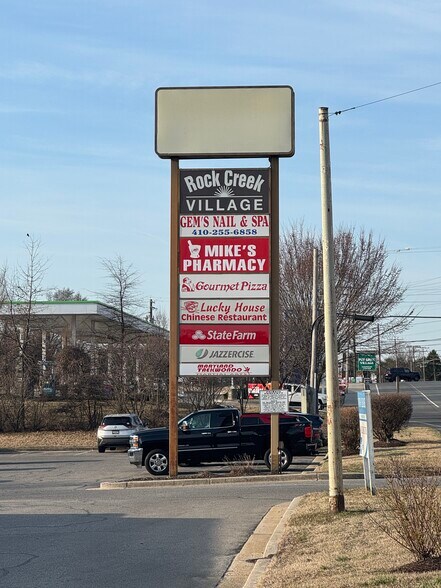 Rock Creek
VILLAGE
GEM'S NAIL & SPA
410-255-6858
MIKE'S
PHARMACY
Gourmet Pizza
Lucky House
Chinese Restaurant
State Farm
JAZZERCISE